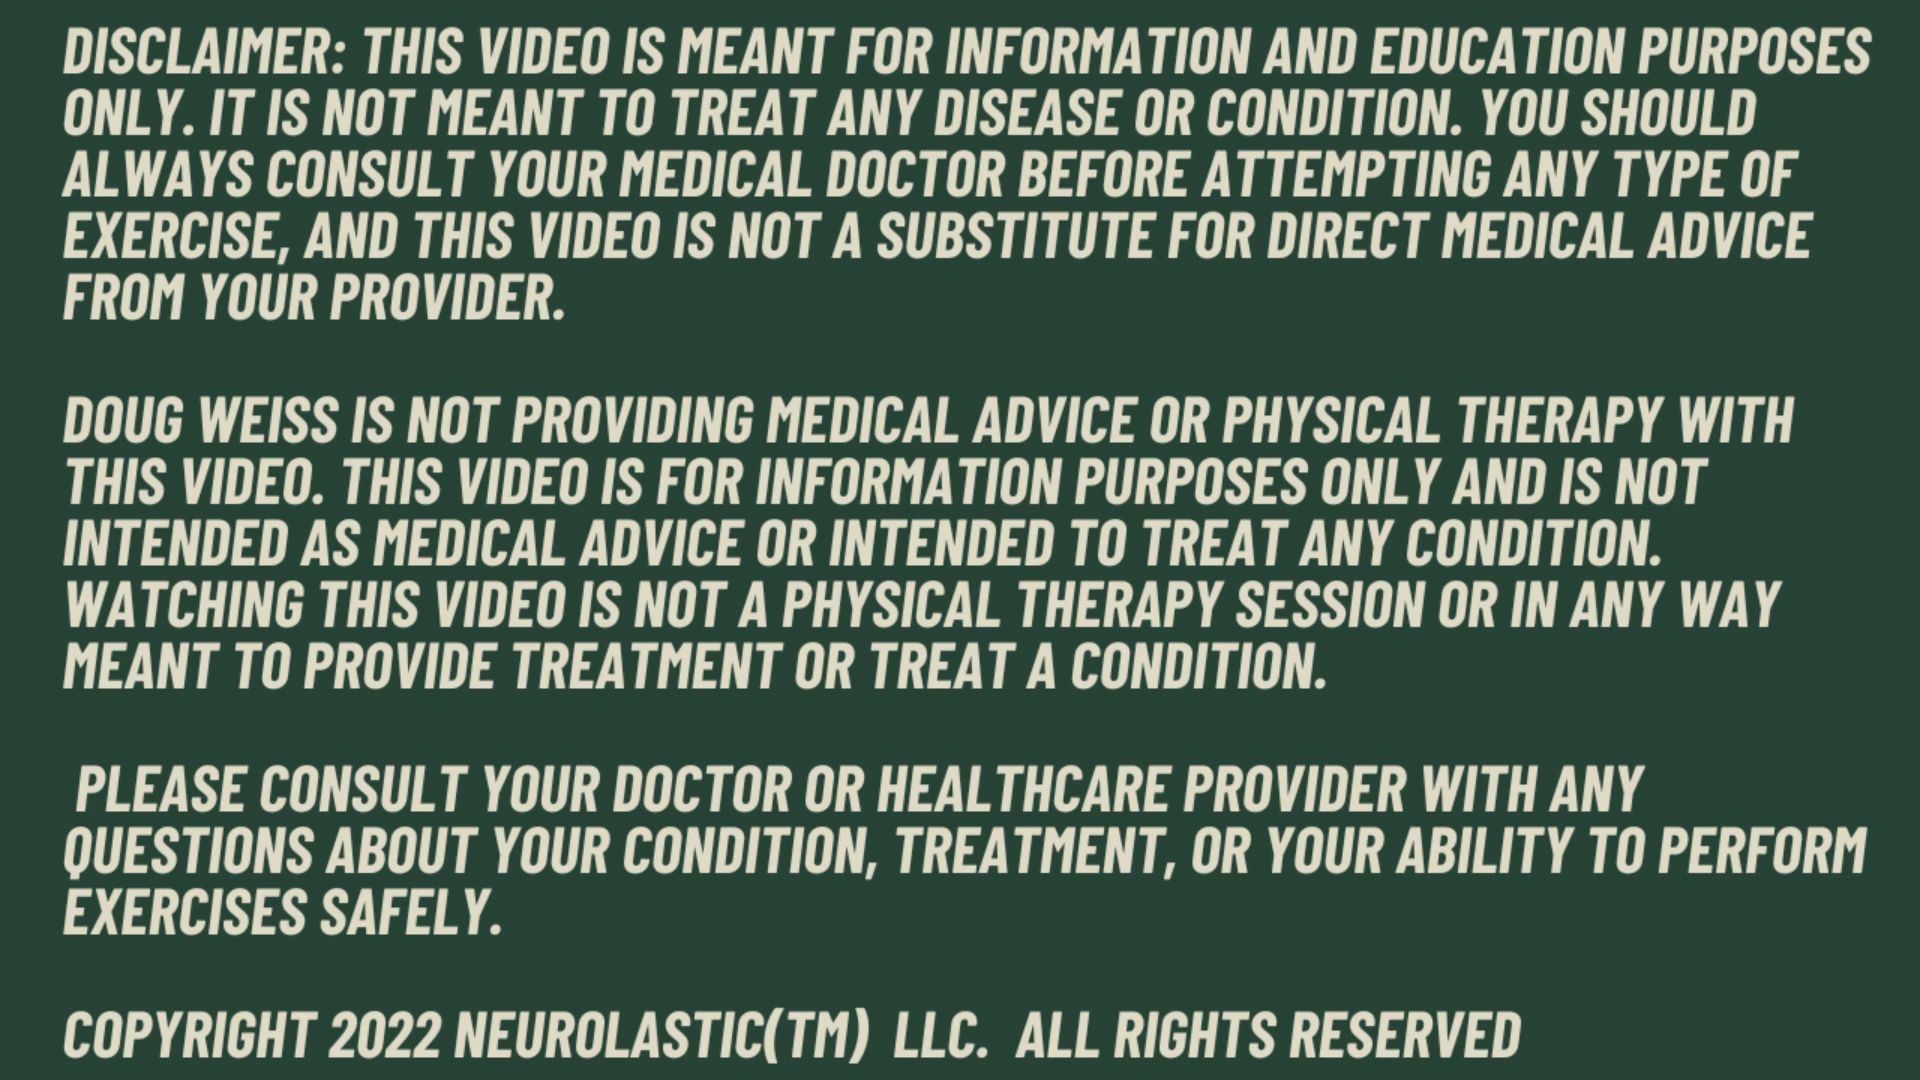 DISCLAIMER: THIS VIDEO IS MEANT FOR INFORMATION AND EDUCATION PURPOSES
ONLY. IT IS NOT MEANT TO TREAT ANY DISEASE OR CONDITION. YOU SHOULD
ALWAYS CONSULT YOUR MEDICAL DOCTOR BEFORE ATTEMPTING ANY TYPE OF
EXERCISE, AND THIS VIDEO IS NOT A SUBSTITUTE FOR DIRECT MEDICAL ADVICE
FROM YOUR PROVIDER.
DOUG WEISS IS NOT PROVIDING MEDICAL ADVICE OR PHYSICAL THERAPY WITH
THIS VIDEO. THIS VIDEO IS FOR INFORMATION PURPOSES ONLY AND IS NOT
INTENDED AS MEDICAL ADVICE OR INTENDED TO TREAT ANY CONDITION.
WATCHING THIS VIDEO IS NOT A PHYSICAL THERAPY SESSION OR IN ANY WAY
MEANT TO PROVIDE TREATMENT OR TREAT A CONDITION.
PLEASE CONSULT YOUR DOCTOR OR HEALTHCARE PROVIDER WITH ANY
QUESTIONS ABOUT YOUR CONDITION, TREATMENT, OR YOUR ABILITY TO PERFORM
EXERCISES SAFELY.
COPYRIGHT 2022 NEUROLASTIC(TM) LLC. ALL RIGHTS RESERVED